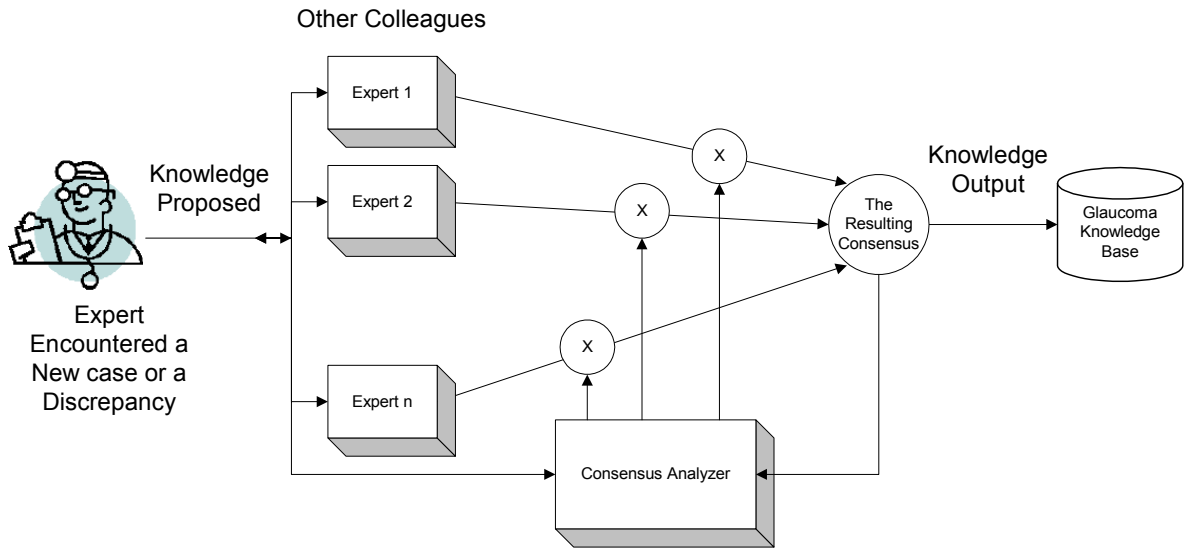 Other Colleagues
Expert 1
X
Knowledge
Proposed
Expert 2
X
Knowledge
Output
The
Resulting
Consensus
Glaucoma
Knowledge
Base
Expert
Encountered a
New case or a
Discrepancy
X
Expert n
Consensus Analyzer